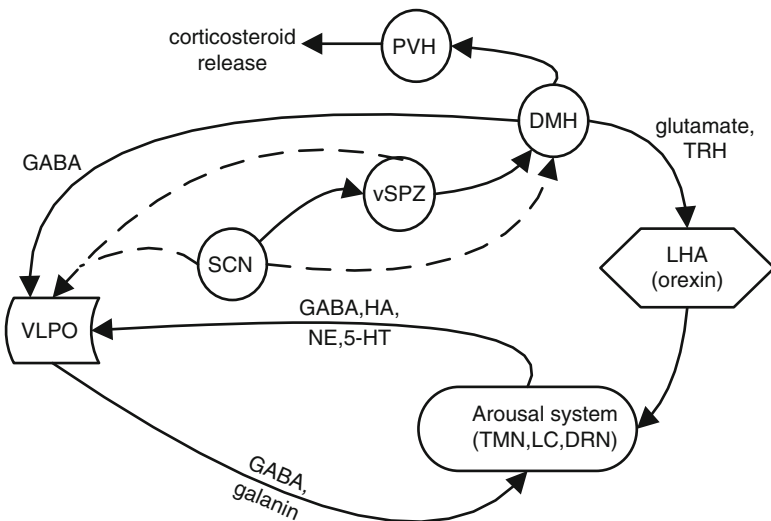 corticosteroid
release
PVH
DMH
glutamate,
TRH
GABA
vSPZ
SCN
LHA
(orexin)
VLPO
GABA,HA,
NE,5-HT
Arousal system
(TMN,LC,DRN)
GABA,
galanin